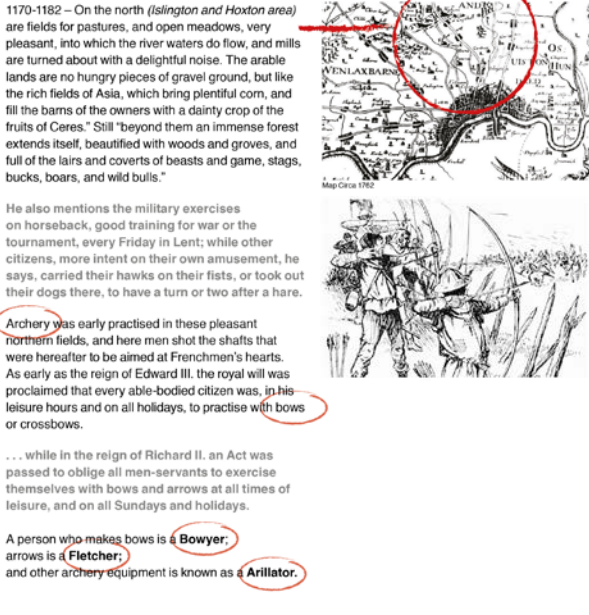 1170-1182 – On the north (Islington and Hoxton area)
are fields for pastures, and open meadows, very
pleasant, into which the river waters do flow, and mills
are turned about with a delightful noise. The arable
lands are no hungry pieces of gravel ground, but like
the rich fields of Asia, which bring plentiful corn, and
fill the barns of the owners with a dainty crop of the
fruits of Ceres.” Still “beyond them an immense forest
extends itself, beautified with woods and groves, and
full of the lairs and coverts of beasts and game, stags,
bucks, boars, and wild bulls.”
VENLAXBARN
Map Circa 1762
He also mentions the military exercises
on horseback, good training for war or the
tournament, every Friday in Lent; while other
citizens, more intent on their own amusement, he
says, carried their hawks on their fists, or took out
their dogs there, to have a turn or two after a hare.
Archery was early practised in these pleasant
northern fields, and here men shot the shafts that
were hereafter to be aimed at Frenchmen's hearts.
As early as the reign of Edward III. the royal will was
proclaimed that every able-bodied citizen was, in his
leisure hours and on all holidays, to practise with bows
or crossbows.
. . . while in the reign of Richard II. an Act was
passed to oblige all men-servants to exercise
themselves with bows and arrows at all times of
leisure, and on all Sundays and holidays.
A person who makes bows is a Bowyer;
arrows is a Fletcher;
and other archery equipment is known as a Arillator.